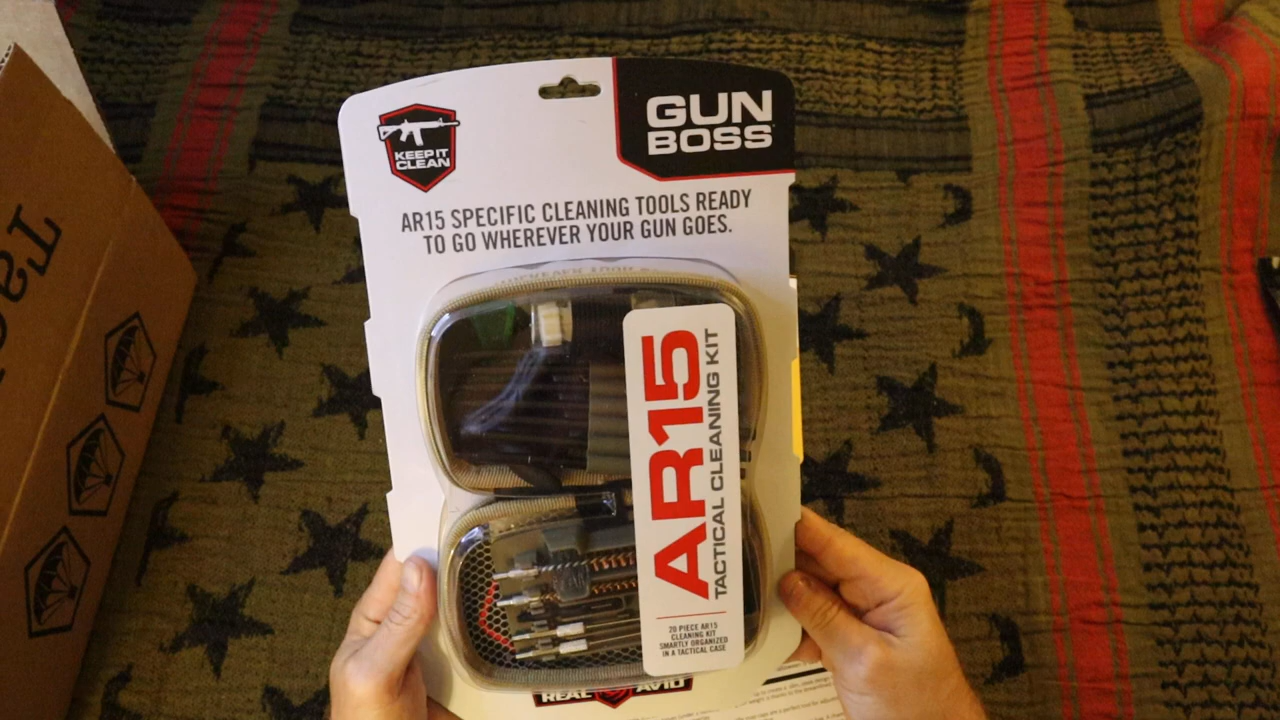 KEEP IT
CLEAN
GUN
BOSS
AR15 SPECIFIC CLEANING TOOLS READY
TO GO WHEREVER YOUR GUN GOES.
AR15
TACTICAL CLEANING KIT
20 PIECE AR15
CLEANING KIT
SMARTLY ORGANIZED
IN A TACTICAL CASE
REAL AVID